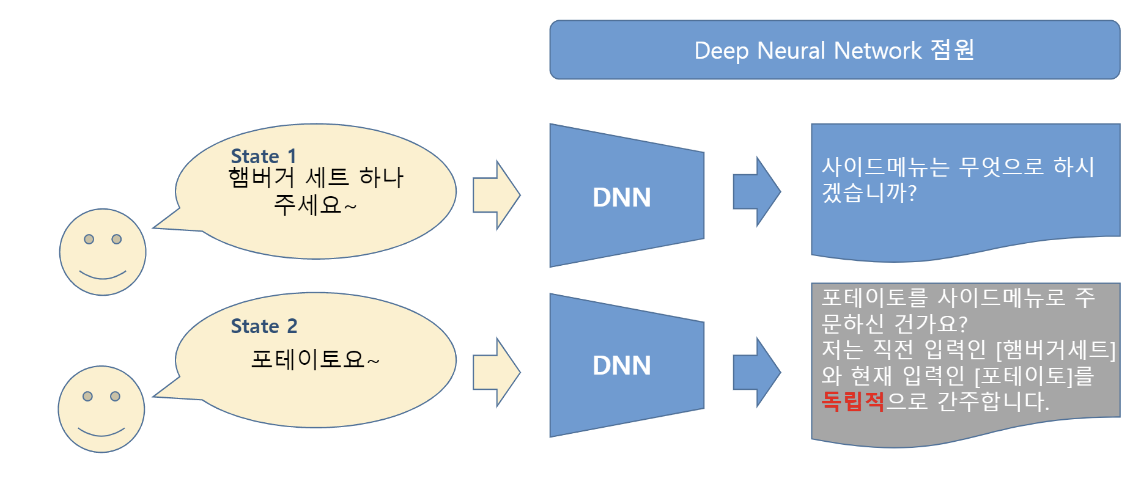 Deep Neural Network 점원
State 1
햄버거 세트 하나
주세요~
DNN
사이드메뉴는 무엇으로 하시
겠습니까?
State 2
포테이토요~
DNN
포테이토를 사이드메뉴로 주
문하신 건가요?
저는 직전 입력인 [햄버거세트]
와 현재 입력인 [포테이토]를
독립적으로 간주합니다.